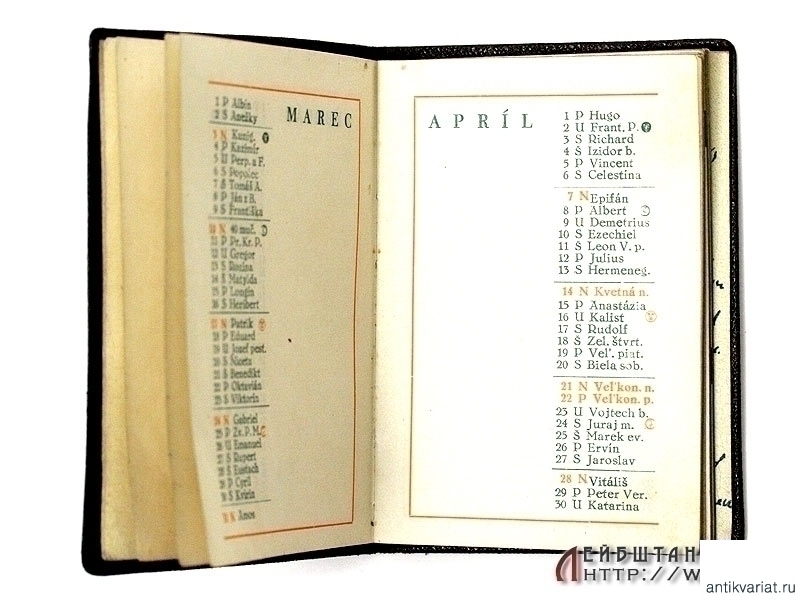 MAREC
1 P Albín
2 S Anežky
3 N Kunig.
4 P Kazimír
5 U Perp. a F.
6 S Popolec
7 Š Tomáš A.
8 P Ján z B.
9 S Františka
10 N 40 muč.
11 P Pr. Kr. P.
12 U Gregor
13 S Rozina
14 Š Matylda
15 P Longin
16 S Heribert
17 N Patrik
18 P Eduard
19 U Jozef pest.
20 S Niceta
21 Š Benedikt
22 P Oktavián
23 S Viktorín
24 N Gabriel
25 P Zv. P. M.
26 U Emanuel
27 S Rupert
28 Š Eustach
29 P Cyril
30 S Kvirín
31 N Amos
APRÍL
1 P Hugo
2 U Frant. P.
3 S Richard
4 Š Izidor b.
5 P Vincent
6 S Celestína
7 N Epifán
8 P Albert
9 U Demetrius
10 S Ezechiel
11 Š Leon V. p.
12 P Julius
13 S Hermeneg.
14 N Kvetná n.
15 P Anastázia
16 U Kalist
17 S Rudolf
18 Š Zel. štvrt.
19 P Veľ. piat.
20 S Biela sob.
21 N Veľkon. n.
22 P Veľkon. p.
23 U Vojtech b.
24 S Juraj m.
25 Š Marek ev.
26 P Ervín
27 S Jaroslav
28 N Vitáliš
29 P Peter Ver.
30 U Katarina
ЛЕЙБШТАН
HTTP://W
antikvariat.ru